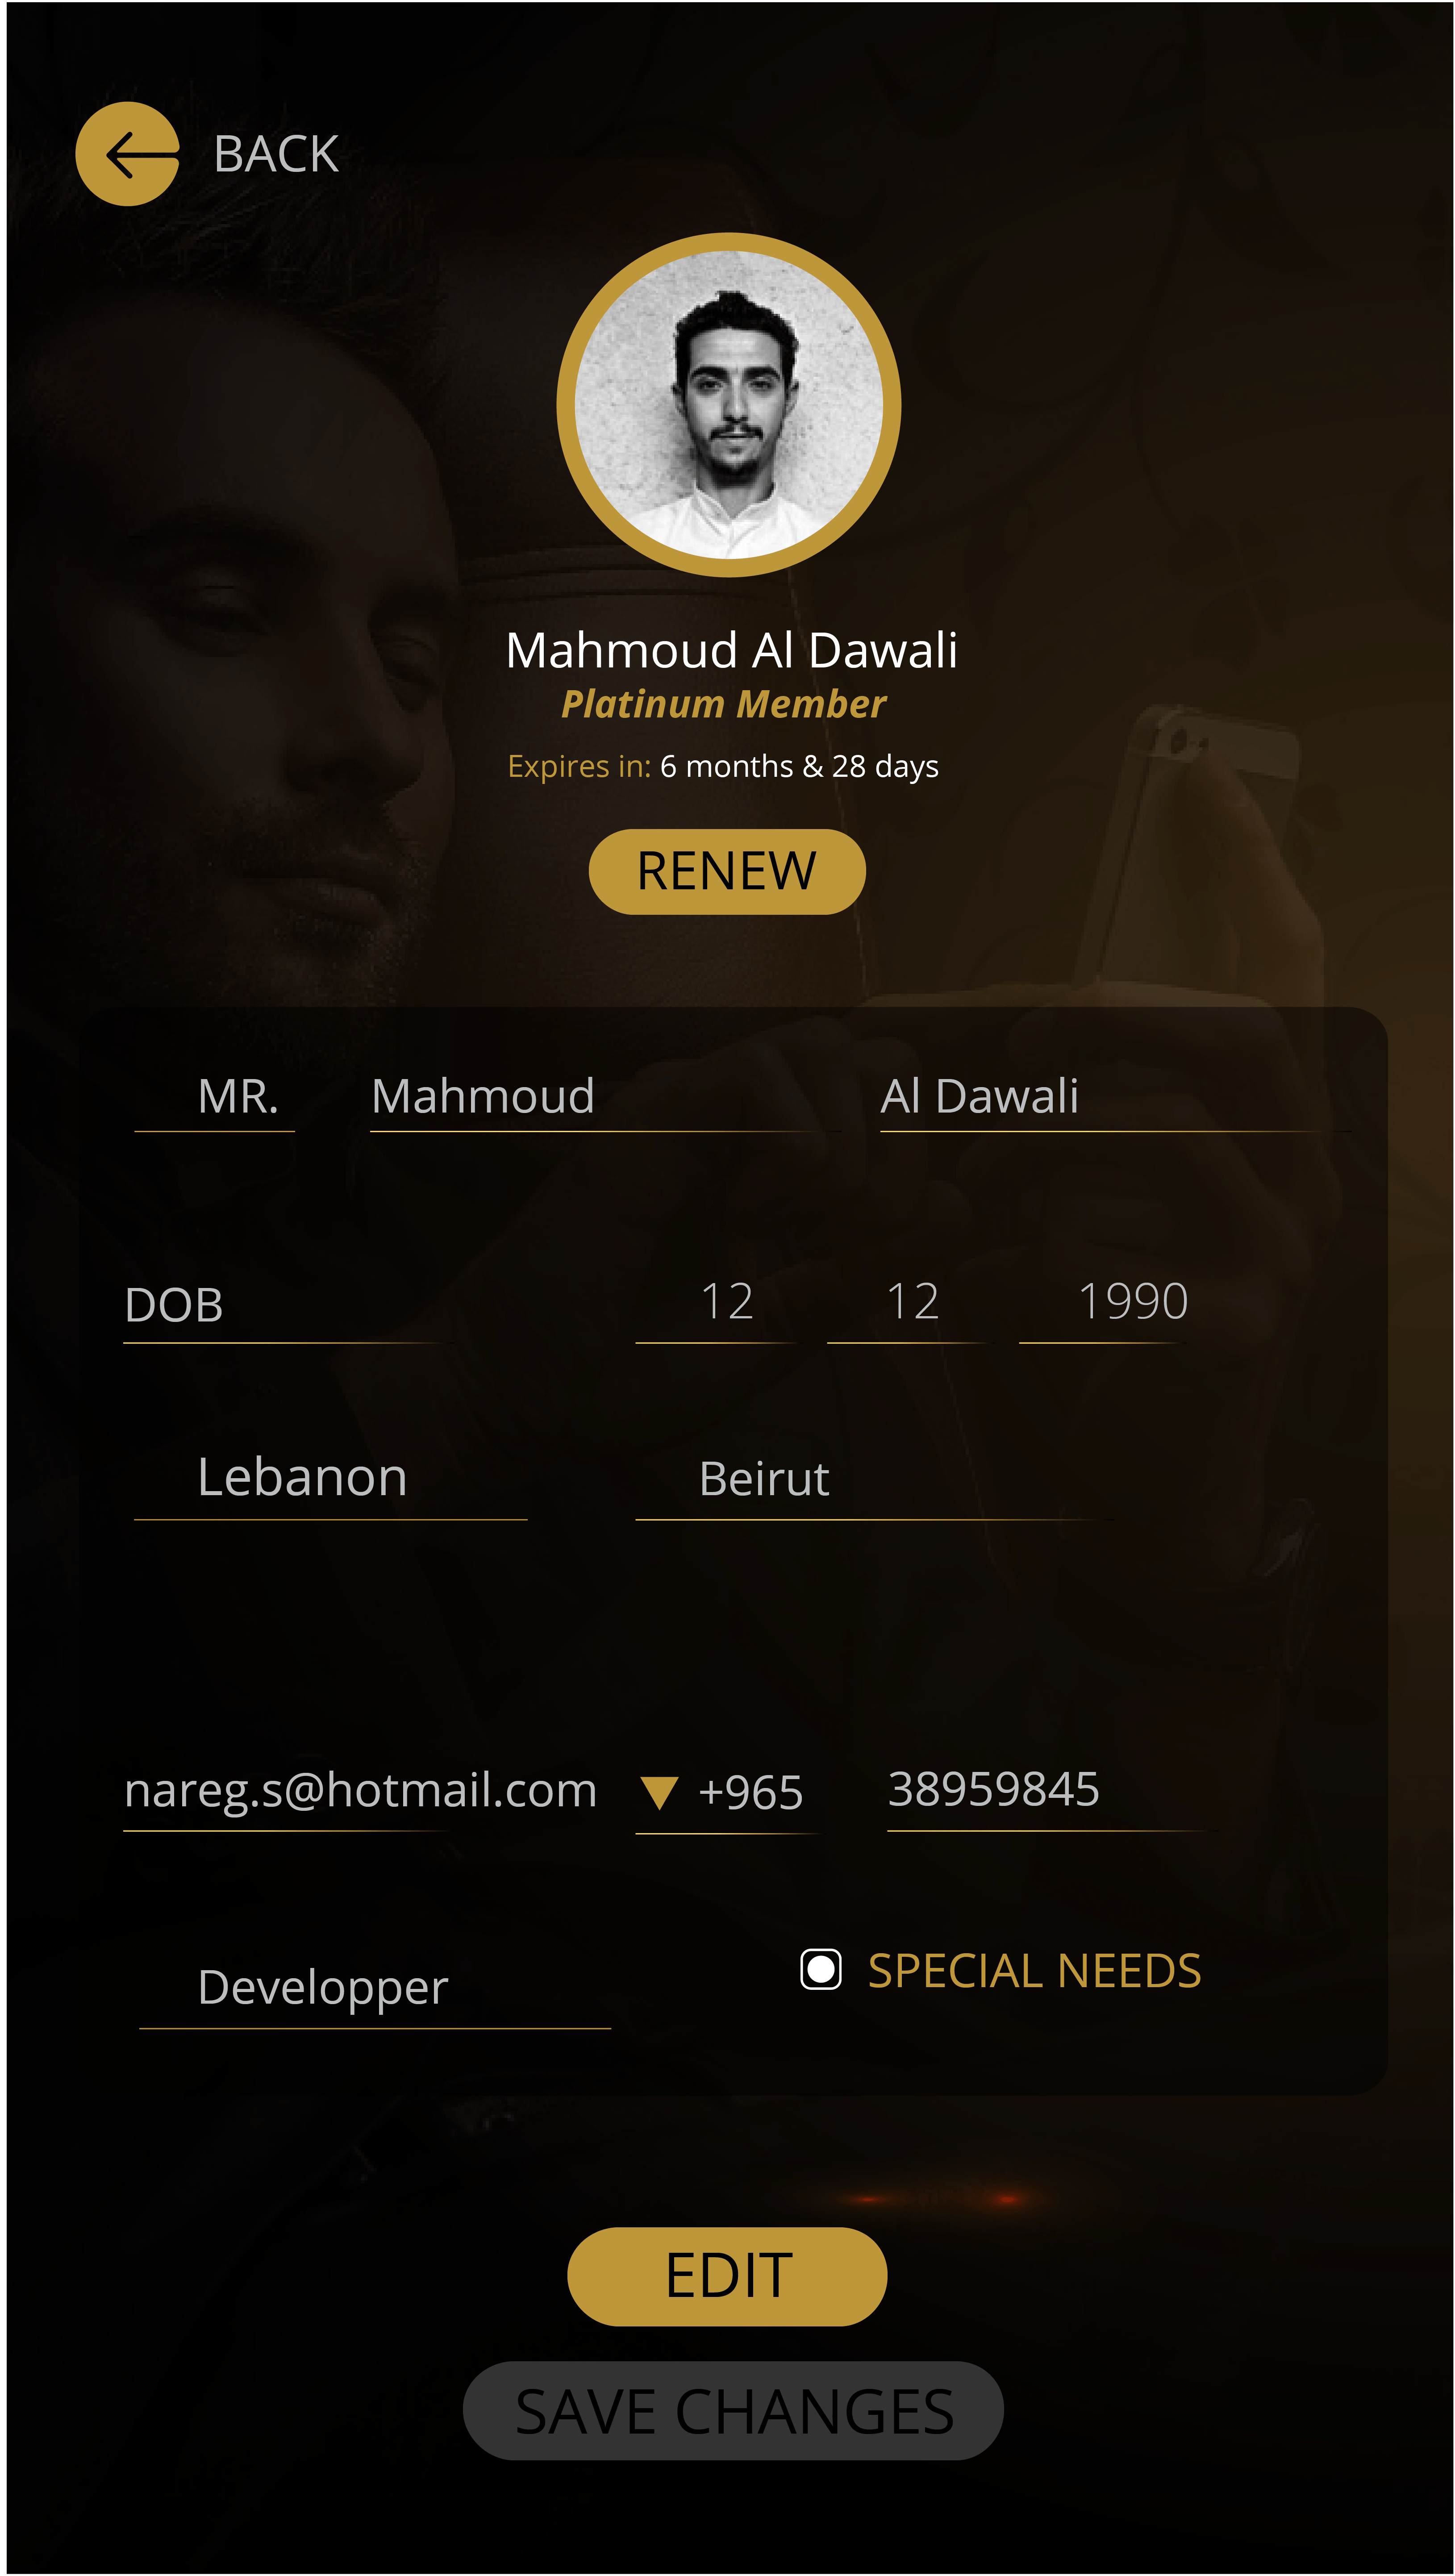 BACK
Mahmoud Al Dawali
Platinum Member
Expires in: 6 months & 28 days
RENEW
MR. Mahmoud Al Dawali
DOB 12 12 1990
Lebanon Beirut
nareg.s@hotmail.com +965 38959845
Developper SPECIAL NEEDS
EDIT
SAVE CHANGES